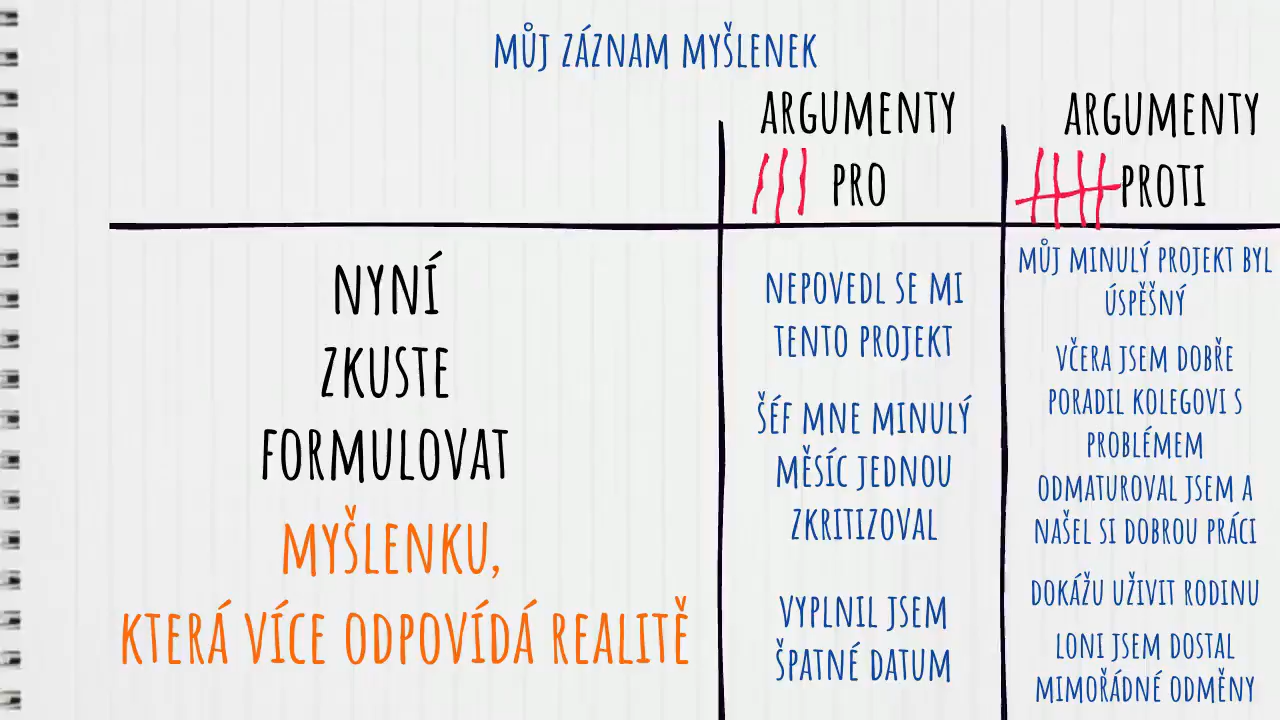 MŮJ ZÁZNAM MYŠLENEK
ARGUMENTY
PRO
ARGUMENTY
PROTI
NYNÍ
ZKUSTE
FORMULOVAT
MYŠLENKU,
KTERÁ VÍCE ODPOVÍDÁ REALITĚ
NEPOVEDL SE MI
TENTO PROJEKT
ŠÉF MNE MINULÝ
MĚSÍC JEDNOU
ZKRITIZOVAL
VYPLNIL JSEM
ŠPATNÉ DATUM
MŮJ MINULÝ PROJEKT BYL
ÚSPĚŠNÝ
VČERA JSEM DOBŘE
PORADIL KOLEGOVI S
PROBLÉMEM
ODMATUROVAL JSEM A
NAŠEL SI DOBROU PRÁCI
DOKÁŽU UŽIVIT RODINU
LONI JSEM DOSTAL
MIMOŘÁDNÉ ODMĚNY